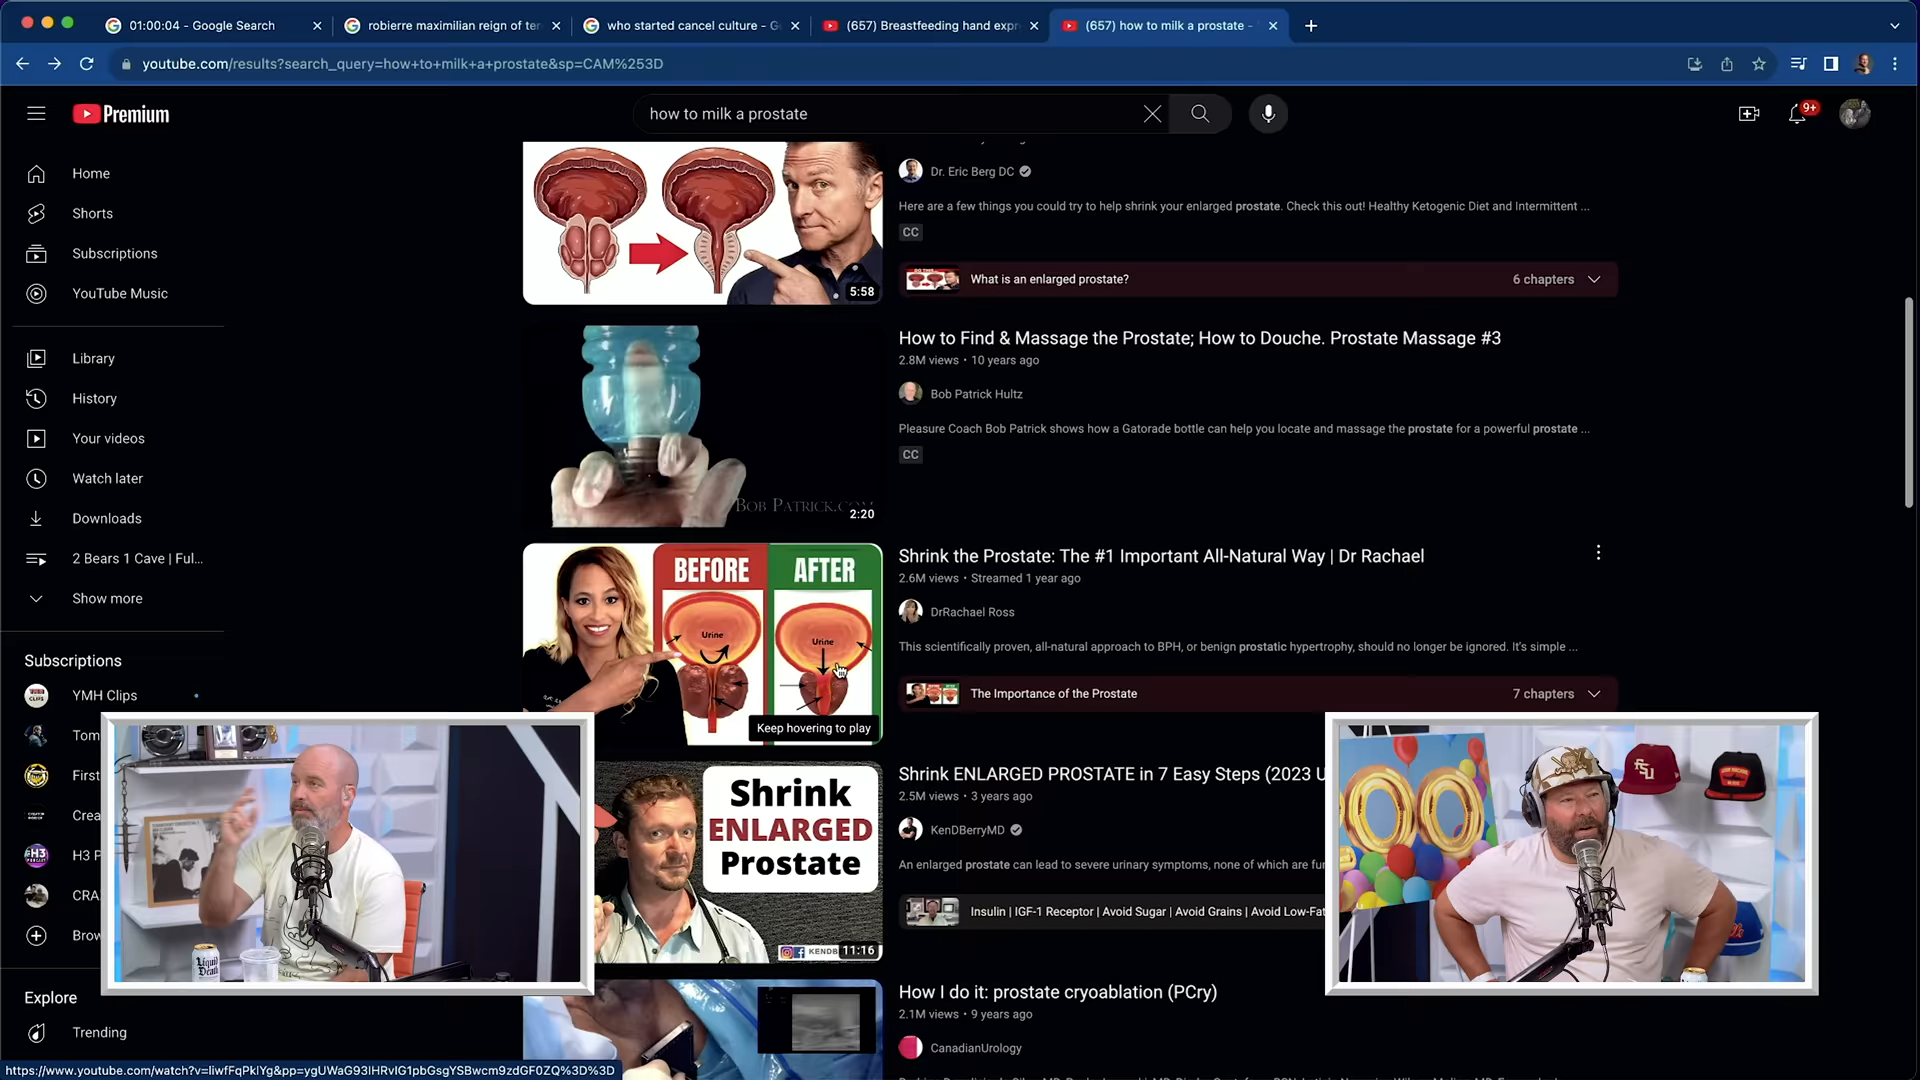 01:00:04 - Google Search
robierre maximilian reign of ter
who started cancel culture - G
(657) Breastfeeding hand expr
(657) how to milk a prostate -
youtube.com/results?search_query=how+to+milk+a+prostate&sp=CAM%253D
Premium
how to milk a prostate
9+
Home
Shorts
Subscriptions
YouTube Music
Library
History
Your videos
Watch later
Downloads
2 Bears 1 Cave | Ful...
Show more
Subscriptions
YMH Clips
Tom
First
Crea
H3 P
CRA
Brow
Explore
Trending
5:58
Dr. Eric Berg DC
Here are a few things you could try to help shrink your enlarged prostate. Check this out! Healthy Ketogenic Diet and Intermittent ...
CC
What is an enlarged prostate?
6 chapters
BOB PATRICK.COM
2:20
How to Find & Massage the Prostate; How to Douche. Prostate Massage #3
2.8M views • 10 years ago
Bob Patrick Hultz
Pleasure Coach Bob Patrick shows how a Gatorade bottle can help you locate and massage the prostate for a powerful prostate ...
CC
BEFORE
AFTER
Urine
Urine
Keep hovering to play
Shrink the Prostate: The #1 Important All-Natural Way | Dr Rachael
2.6M views • Streamed 1 year ago
DrRachael Ross
This scientifically proven, all-natural approach to BPH, or benign prostatic hypertrophy, should no longer be ignored. It's simple ...
The Importance of the Prostate
7 chapters
Shrink
ENLARGED
Prostate
KENDB
11:16
Shrink ENLARGED PROSTATE in 7 Easy Steps (2023 U
2.5M views • 3 years ago
KenDBerryMD
An enlarged prostate can lead to severe urinary symptoms, none of which are fun
Insulin | IGF-1 Receptor | Avoid Sugar | Avoid Grains | Avoid Low-Fat
How I do it: prostate cryoablation (PCry)
2.1M views • 9 years ago
CanadianUrology
Liquid
Death
FSU
https://www.youtube.com/watch?v=liwfFqPklYg&pp=ygUWaG93IHRvIG1pbGsgYSBwcm9zdGF0ZQ%3D%3D